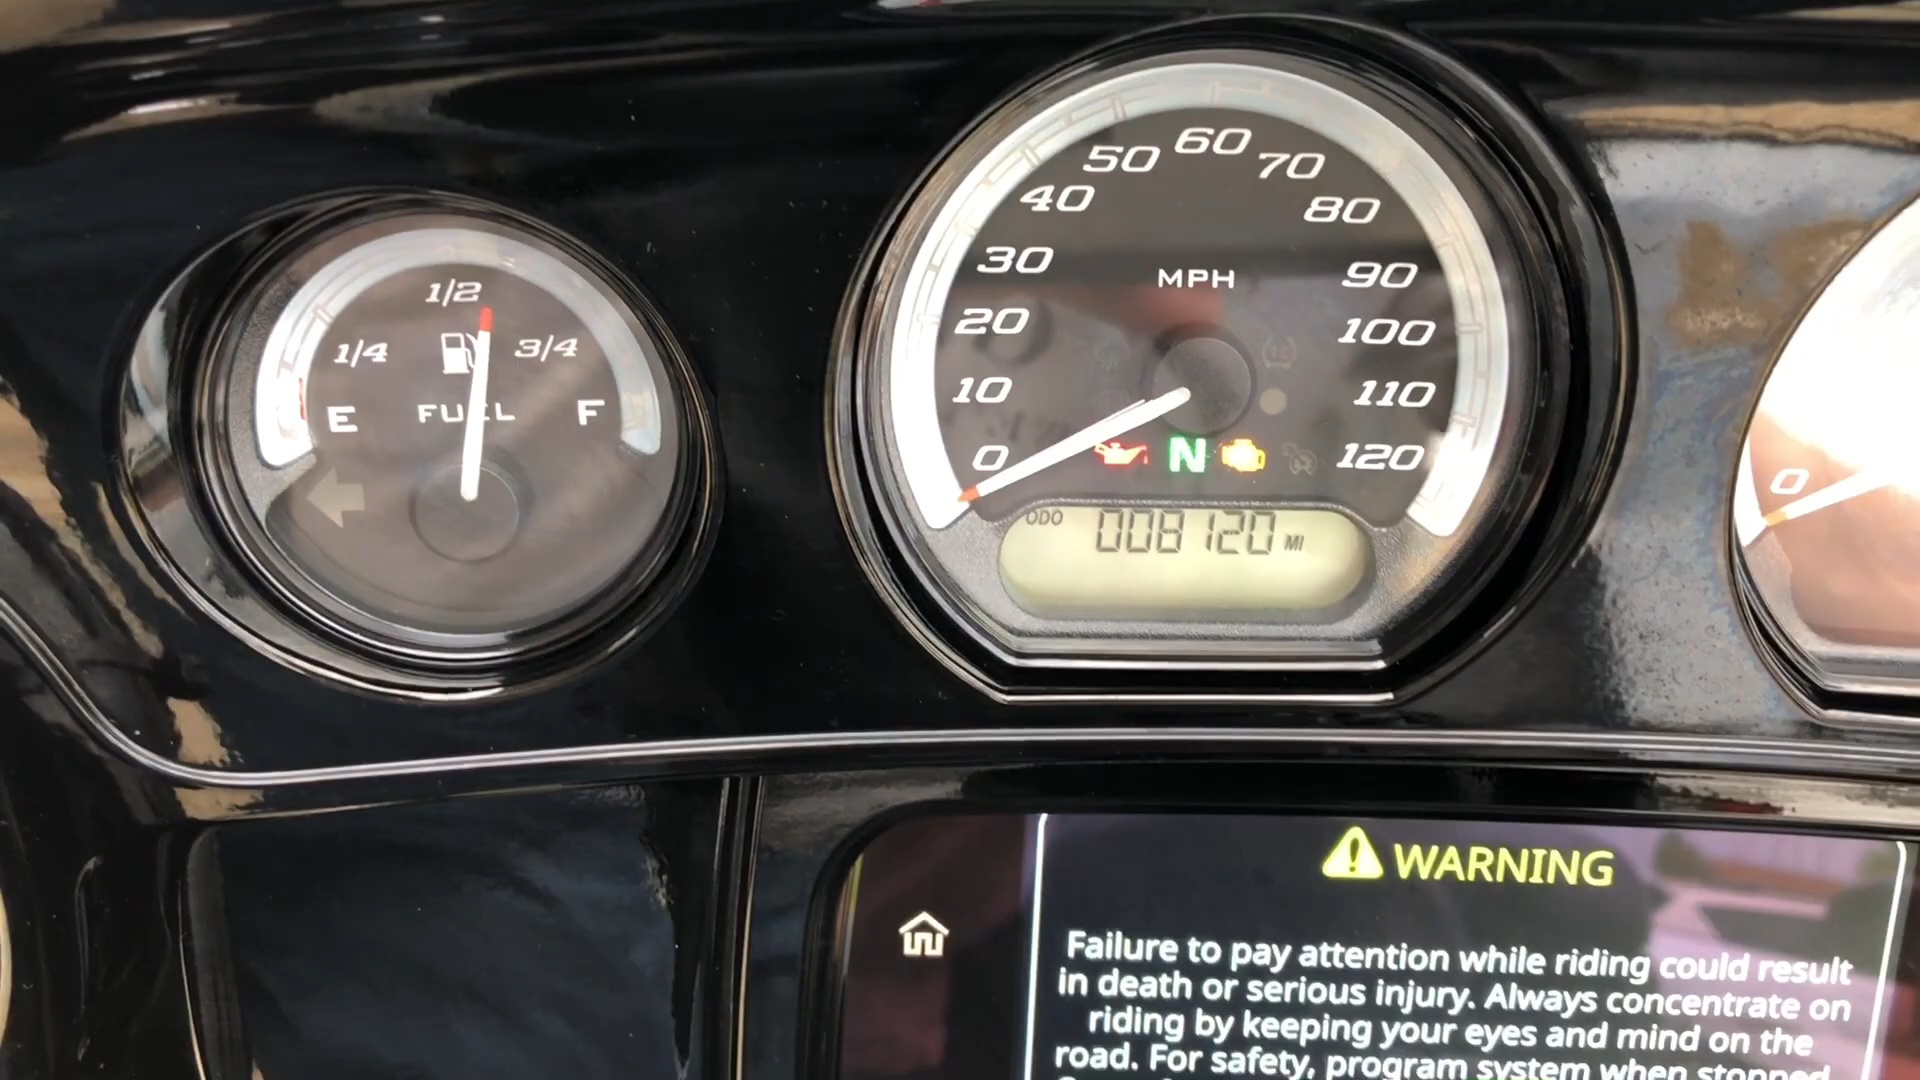 1/2
1/4
3/4
E
FUEL
F
60
50
70
40
80
30
MPH
90
20
100
10
110
0
N
120
ODO 008120 MI
0
WARNING
Failure to pay attention while riding could result
in death or serious injury. Always concentrate on
riding by keeping your eyes and mind on the
road. For safety, program system when stopped.